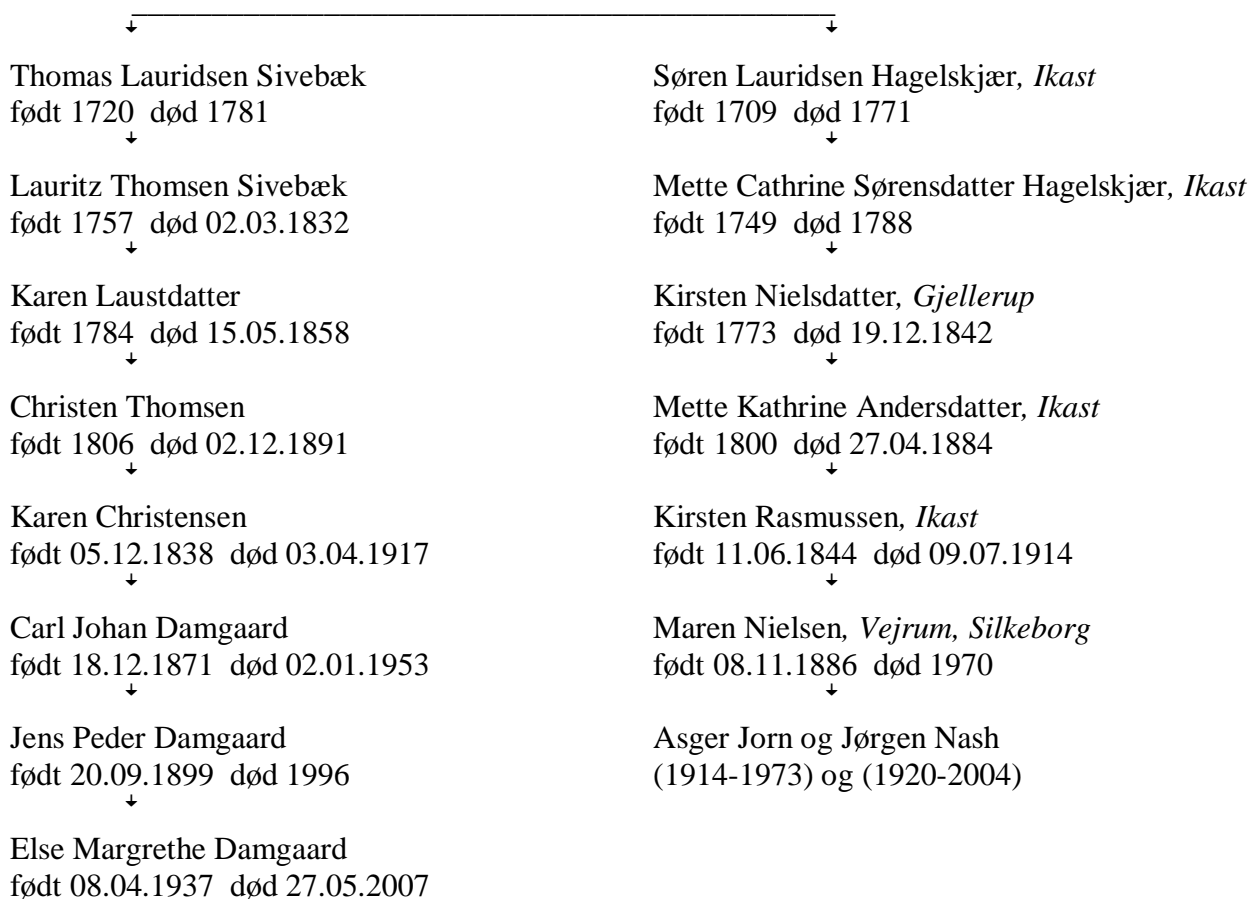 Thomas Lauridsen Sivebæk
født 1720 død 1781
Lauritz Thomsen Sivebæk
født 1757 død 02.03.1832
Karen Laustdatter
født 1784 død 15.05.1858
Christen Thomsen
født 1806 død 02.12.1891
Karen Christensen
født 05.12.1838 død 03.04.1917
Carl Johan Damgaard
født 18.12.1871 død 02.01.1953
Jens Peder Damgaard
født 20.09.1899 død 1996
Else Margrethe Damgaard
født 08.04.1937 død 27.05.2007
Søren Lauridsen Hagelskjær, Ikast
født 1709 død 1771
Mette Cathrine Sørensdatter Hagelskjær, Ikast
født 1749 død 1788
Kirsten Nielsdatter, Gjellerup
født 1773 død 19.12.1842
Mette Kathrine Andersdatter, Ikast
født 1800 død 27.04.1884
Kirsten Rasmussen, Ikast
født 11.06.1844 død 09.07.1914
Maren Nielsen, Vejrum, Silkeborg
født 08.11.1886 død 1970
Asger Jorn og Jørgen Nash
(1914-1973) og (1920-2004)